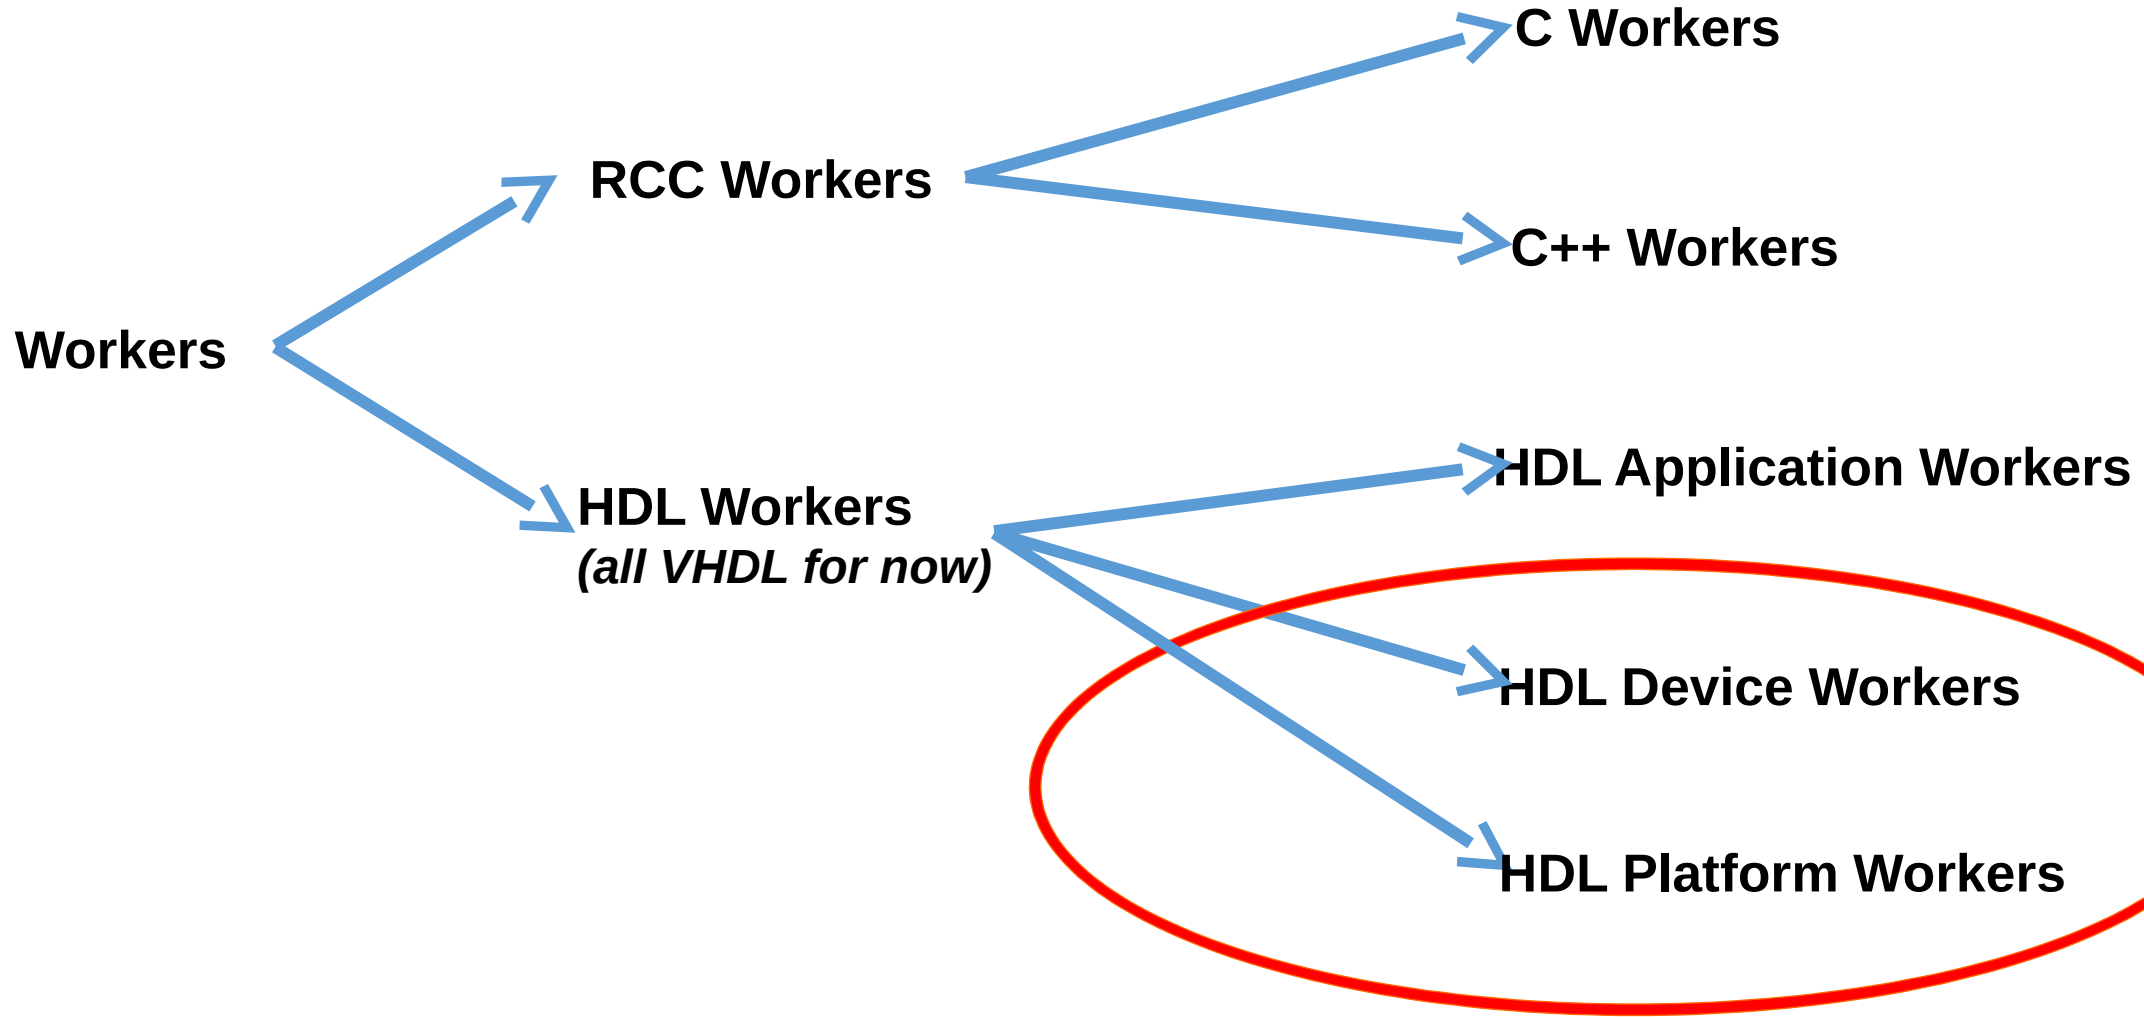 C Workers
RCC Workers
C++ Workers
Workers
HDL Application Workers
HDL Workers
(all VHDL for now)
HDL Device Workers
HDL Platform Workers